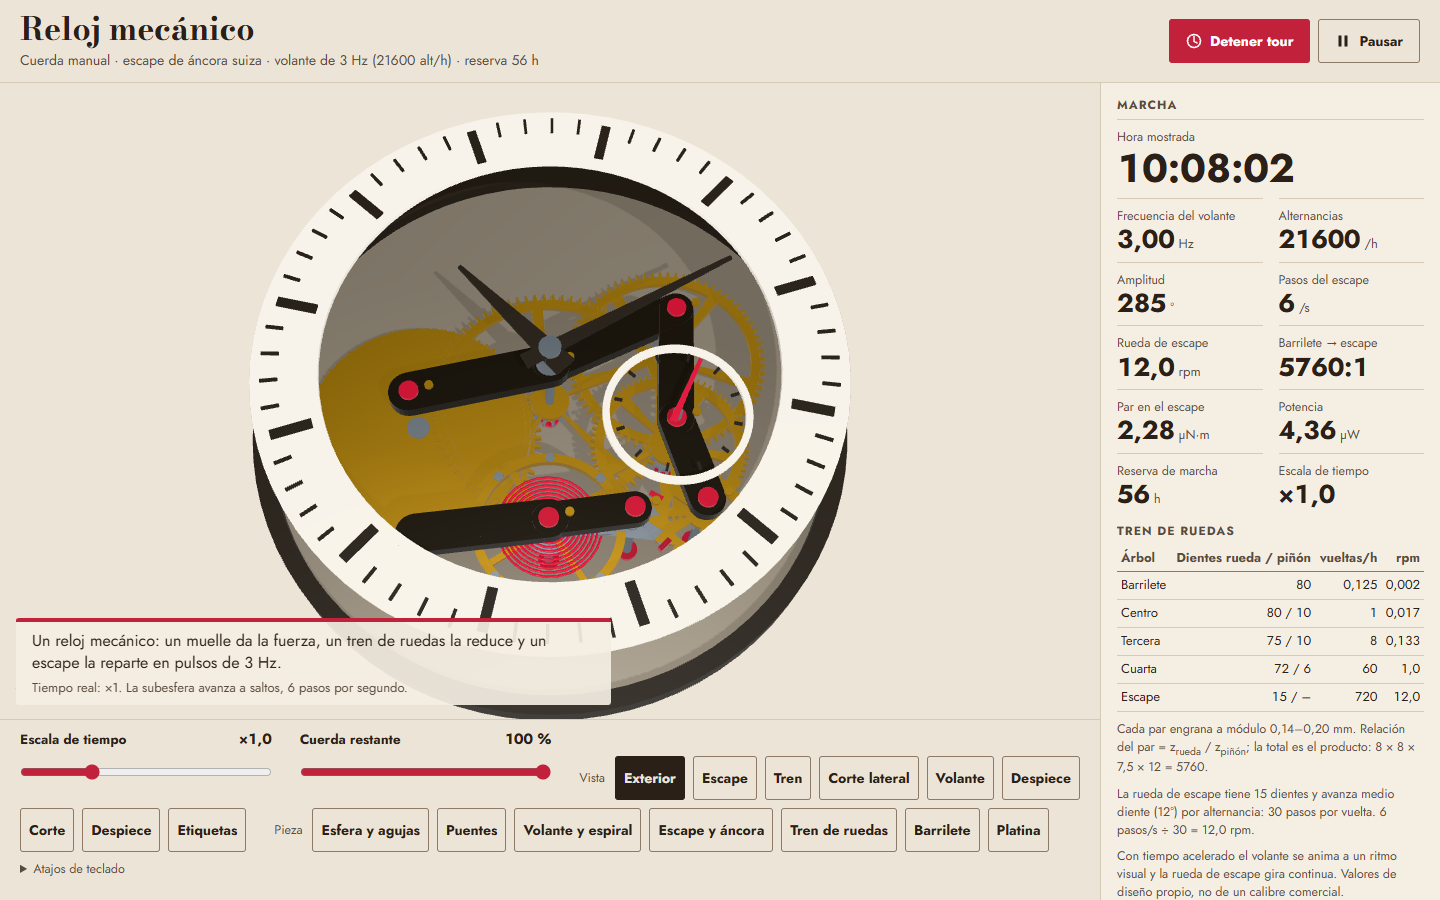 Reloj mecánico
Cuerda manual · escape de áncora suiza · volante de 3 Hz (21600 alt/h) · reserva 56 h
Detener tour
Pausar
Un reloj mecánico: un muelle da la fuerza, un tren de ruedas la reduce y un
escape la reparte en pulsos de 3 Hz.
Tiempo real: ×1. La subesfera avanza a saltos, 6 pasos por segundo.
Escala de tiempo ×1,0
Cuerda restante 100 %
Vista Exterior Escape Tren Corte lateral Volante Despiece
Corte Despiece Etiquetas Pieza Esfera y agujas Puentes Volante y espiral Escape y áncora Tren de ruedas Barrilete Platina
▶ Atajos de teclado
MARCHA
Hora mostrada
10:08:02
Frecuencia del volante Alternancias
3,00 Hz 21600 /h
Amplitud Pasos del escape
285 ° 6 /s
Rueda de escape Barrilete → escape
12,0 rpm 5760:1
Par en el escape Potencia
2,28 µN·m 4,36 µW
Reserva de marcha Escala de tiempo
56 h ×1,0
TREN DE RUEDAS
Árbol Dientes rueda / piñón vueltas/h rpm
Barrilete 80 0,125 0,002
Centro 80 / 10 1 0,017
Tercera 75 / 10 8 0,133
Cuarta 72 / 6 60 1,0
Escape 15 / – 720 12,0
Cada par engrana a módulo 0,14–0,20 mm. Relación
del par = zrueda / zpiñón; la total es el producto: 8 × 8 ×
7,5 × 12 = 5760.
La rueda de escape tiene 15 dientes y avanza medio
diente (12°) por alternancia: 30 pasos por vuelta. 6
pasos/s ÷ 30 = 12,0 rpm.
Con tiempo acelerado el volante se anima a un ritmo
visual y la rueda de escape gira continua. Valores de
diseño propio, no de un calibre comercial.